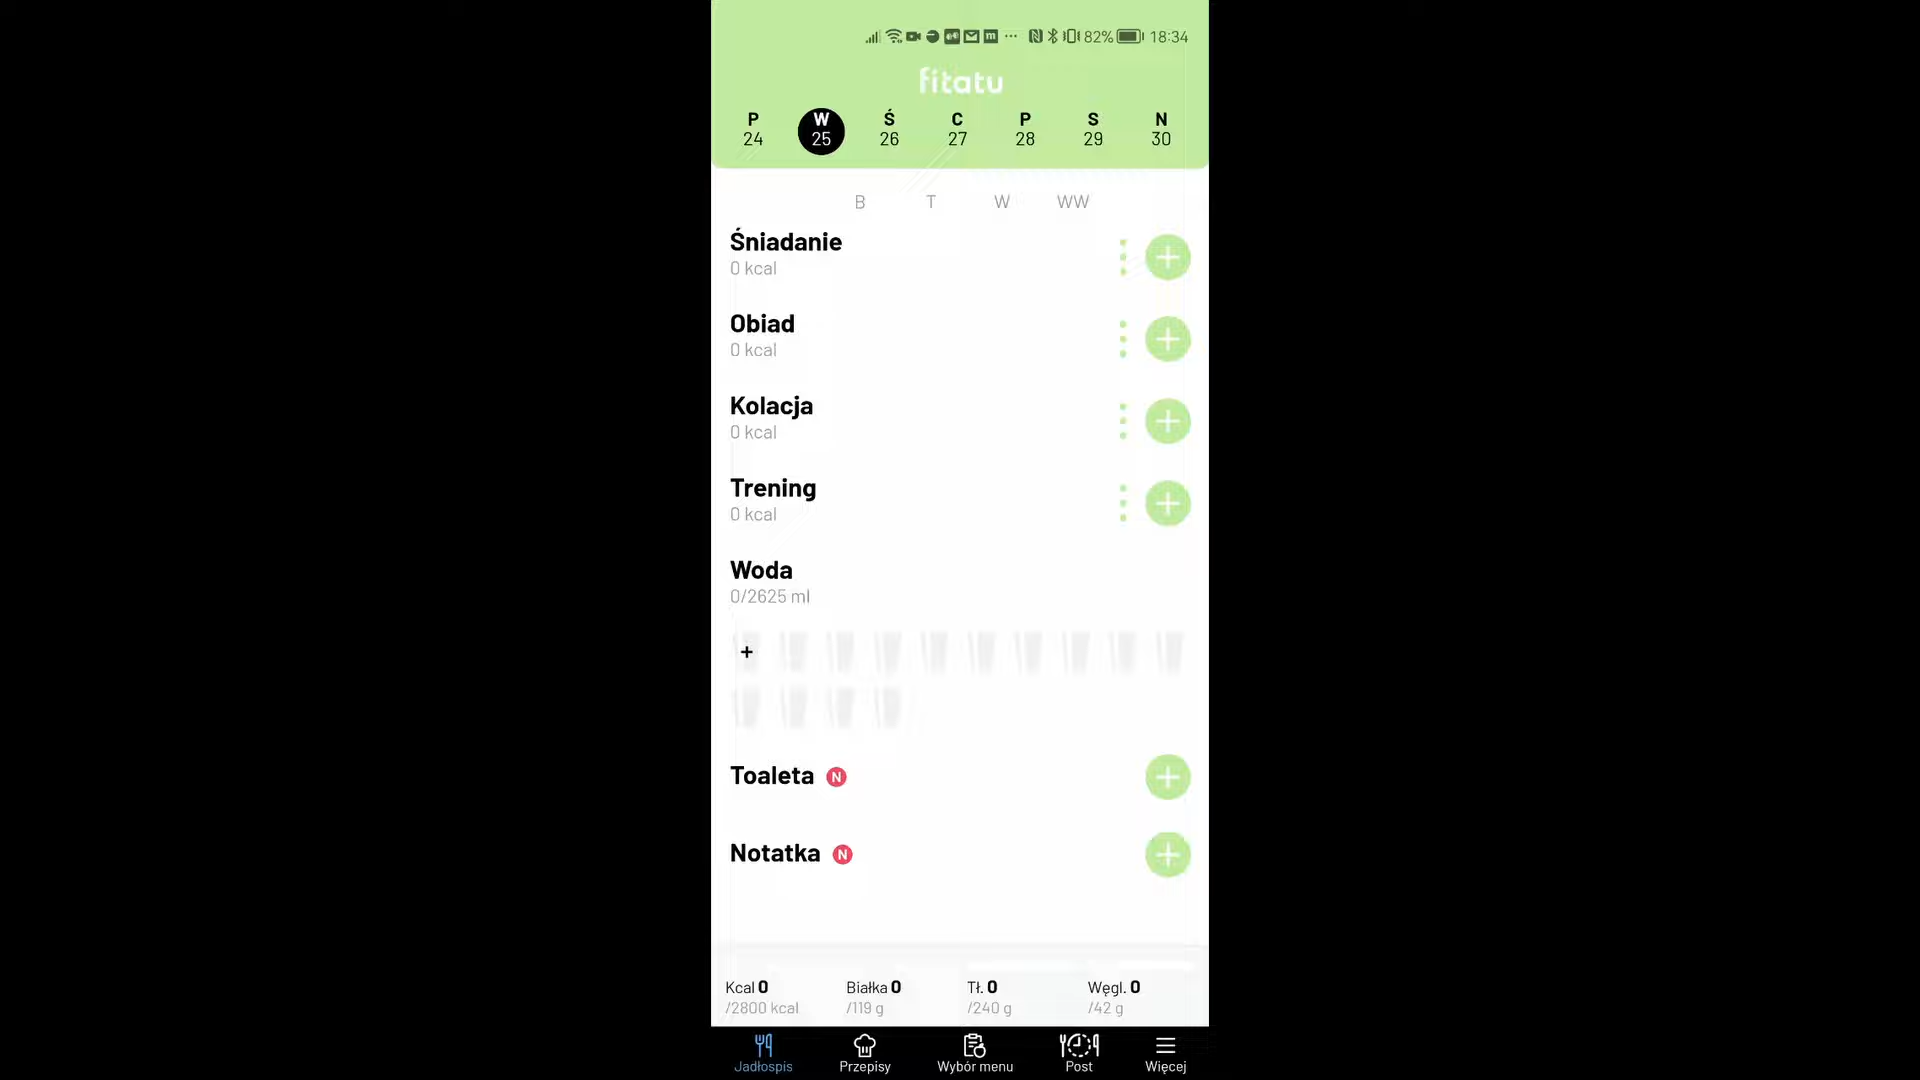 82% 18:34
fitatu
P W Ś C P S N
24 25 26 27 28 29 30
B T W WW
Śniadanie
0 kcal
Obiad
0 kcal
Kolacja
0 kcal
Trening
0 kcal
Woda
0/2625 ml
+
Toaleta N
Notatka N
Kcal 0 Białka 0 Tł. 0 Węgl. 0
/2800 kcal /119 g /240 g /42 g
Jadłospis Przepisy Wybór menu Post Więcej